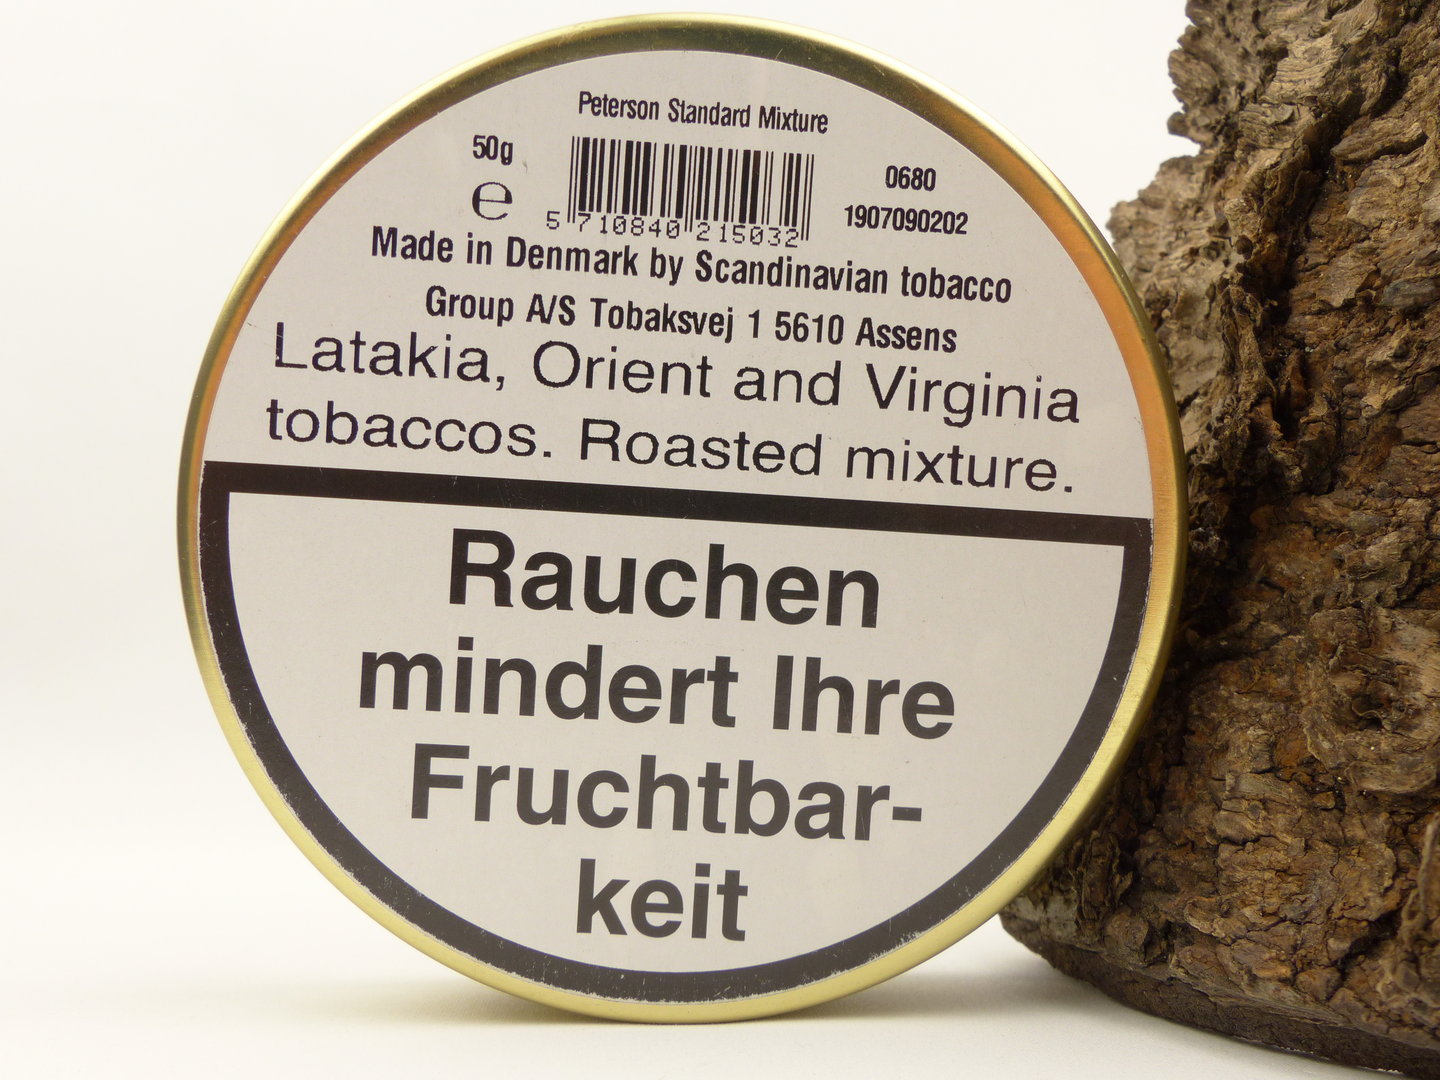 Peterson Standard Mixture
50g
e
5 710840 215032
0680
1907090202
Made in Denmark by Scandinavian tobacco
Group A/S Tobaksvej 1 5610 Assens
Latakia, Orient and Virginia
tobaccos. Roasted mixture.
Rauchen
mindert Ihre
Fruchtbar-
keit